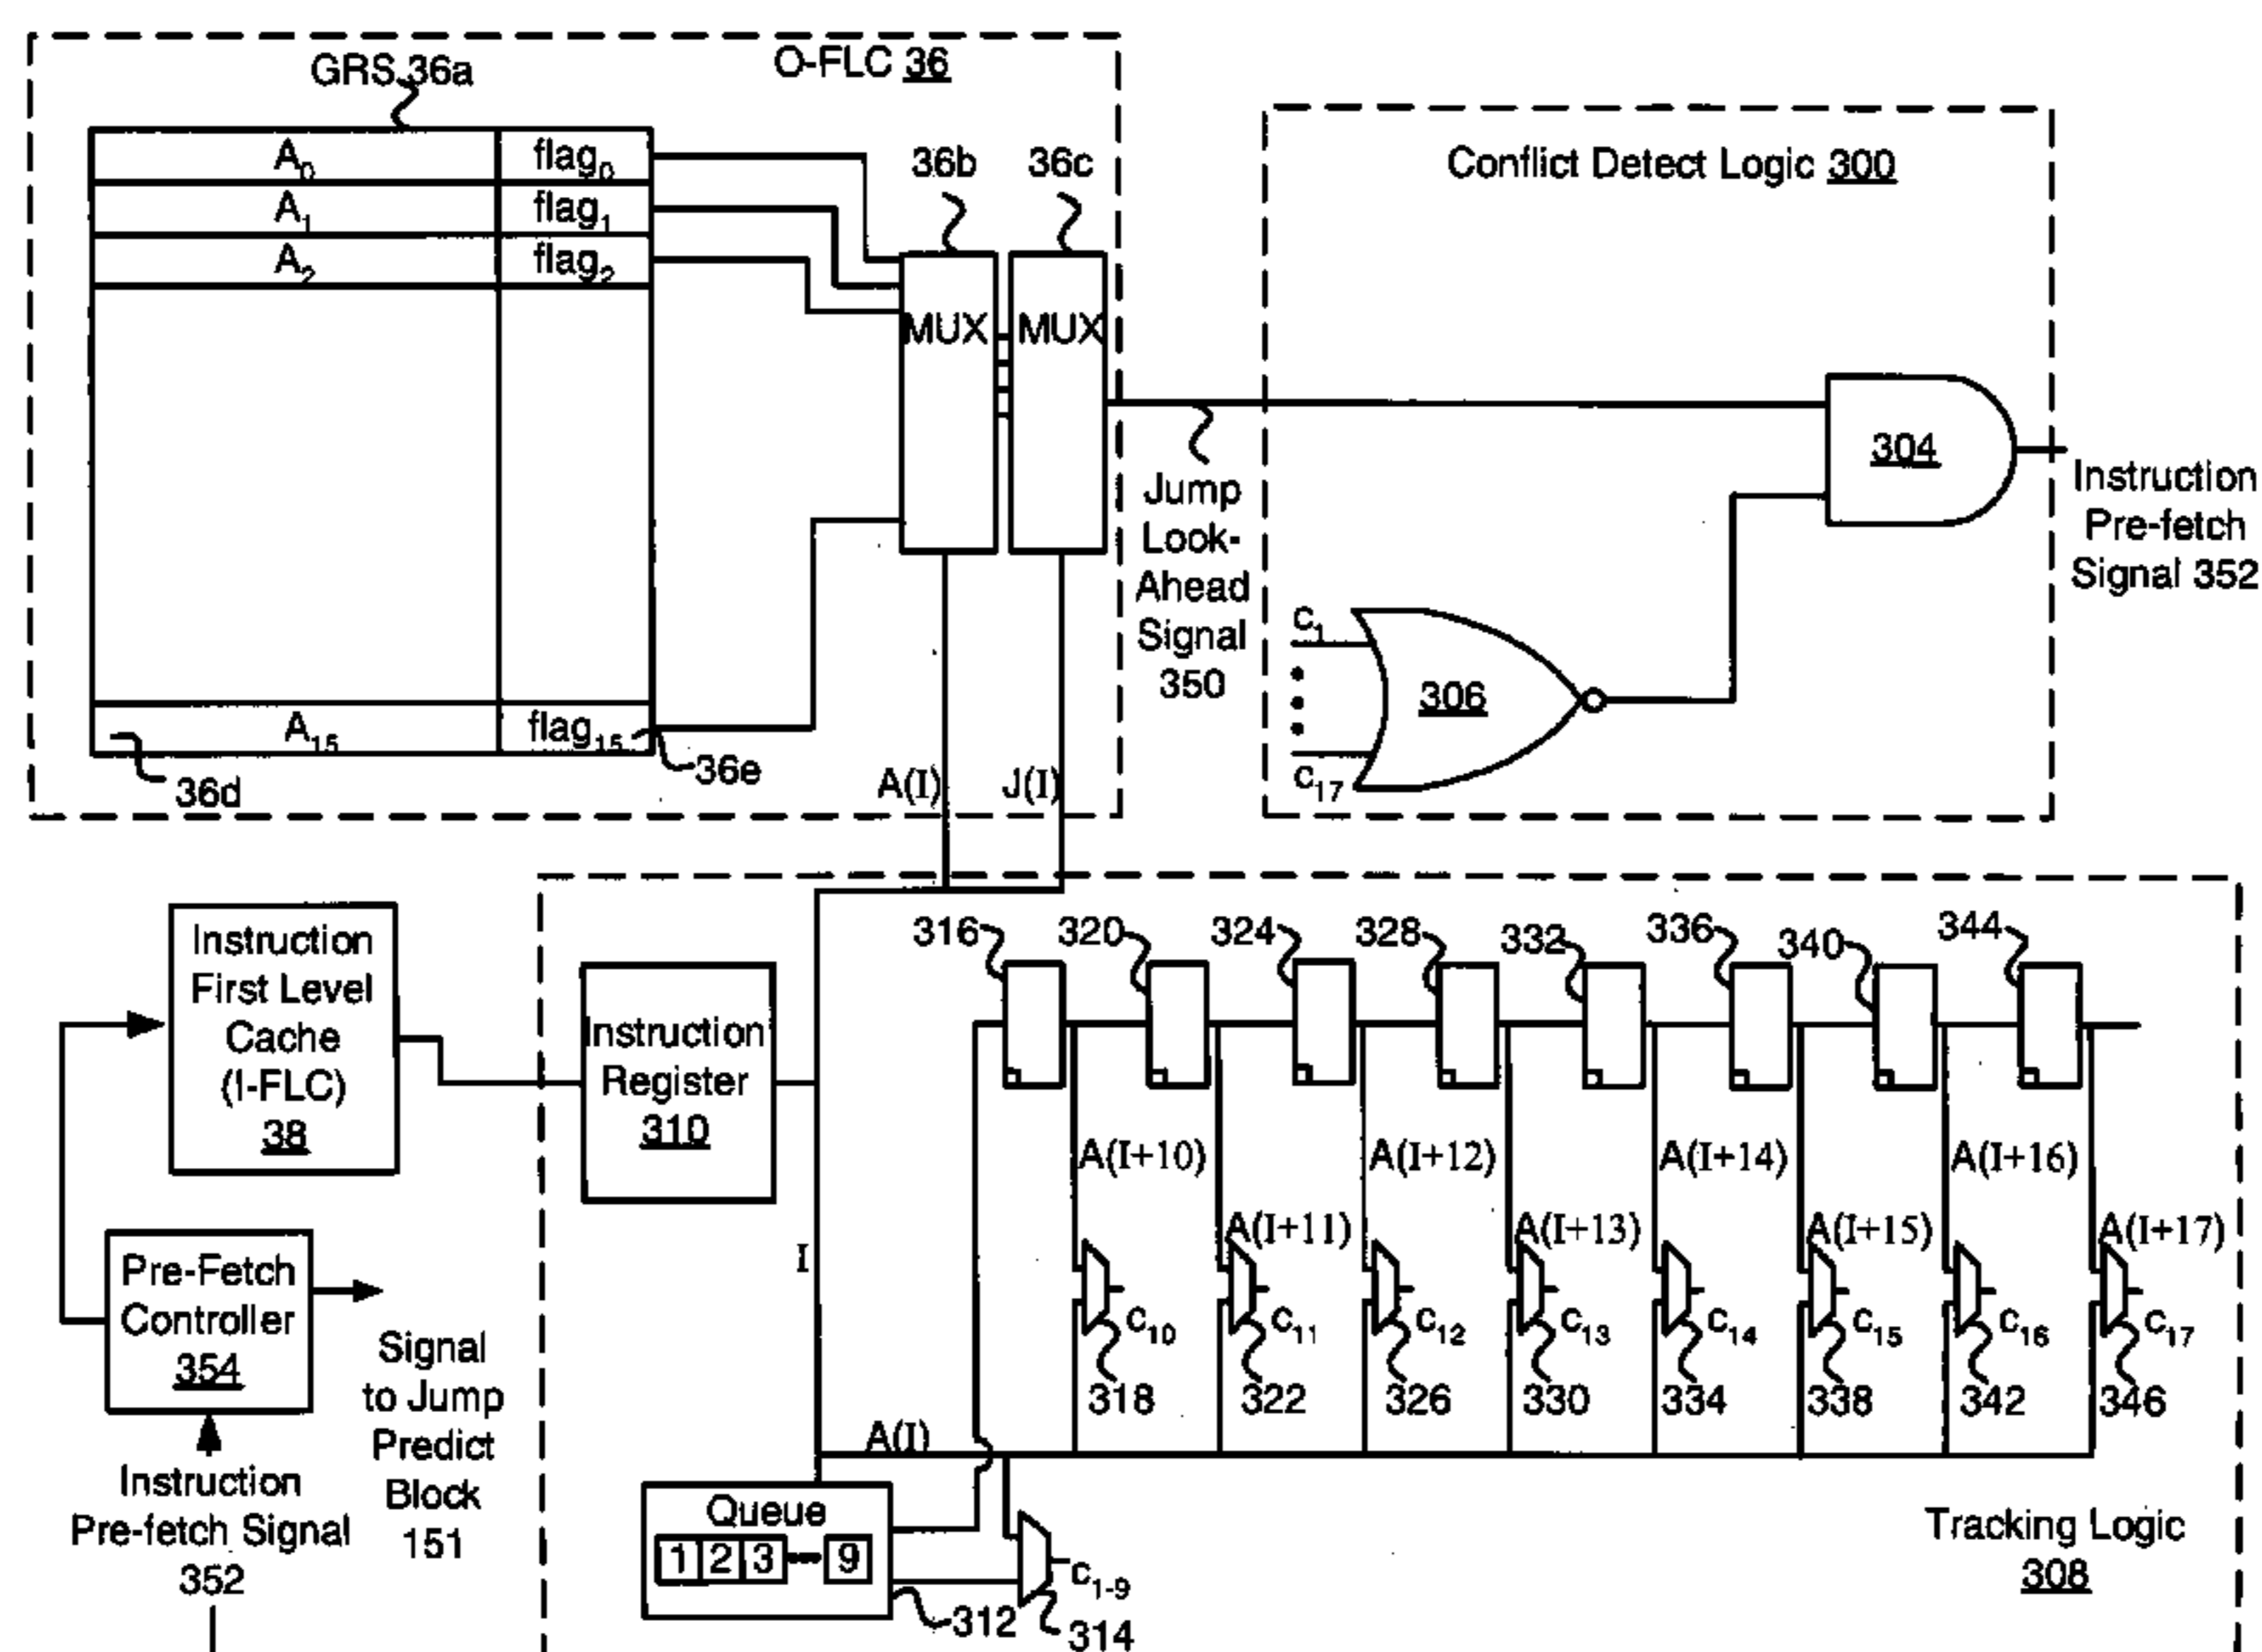 GRS 36a
O-FLC 36
A0 flag0
A1 flag1
A2 flag2
A15 flag15
36d
36e
36b
36c
MUX
MUX
A(I)
J(I)
Jump
Look-
Ahead
Signal
350
Conflict Detect Logic 300
304
C1
306
C17
Instruction
Pre-fetch
Signal 352
Instruction
First Level
Cache
(I-FLC)
38
Pre-Fetch
Controller
354
Instruction
Pre-fetch Signal
352
Signal
to Jump
Predict
Block
151
Instruction
Register
310
I
316
320
324
328
332
336
340
344
A(I+10)
A(I+12)
A(I+14)
A(I+16)
A(I+11)
A(I+13)
A(I+15)
A(I+17)
C10
C11
C12
C13
C14
C15
C16
C17
318
322
326
330
334
338
342
346
A(I)
Queue
1 2 3 9
C1-9
312
314
Tracking Logic
308